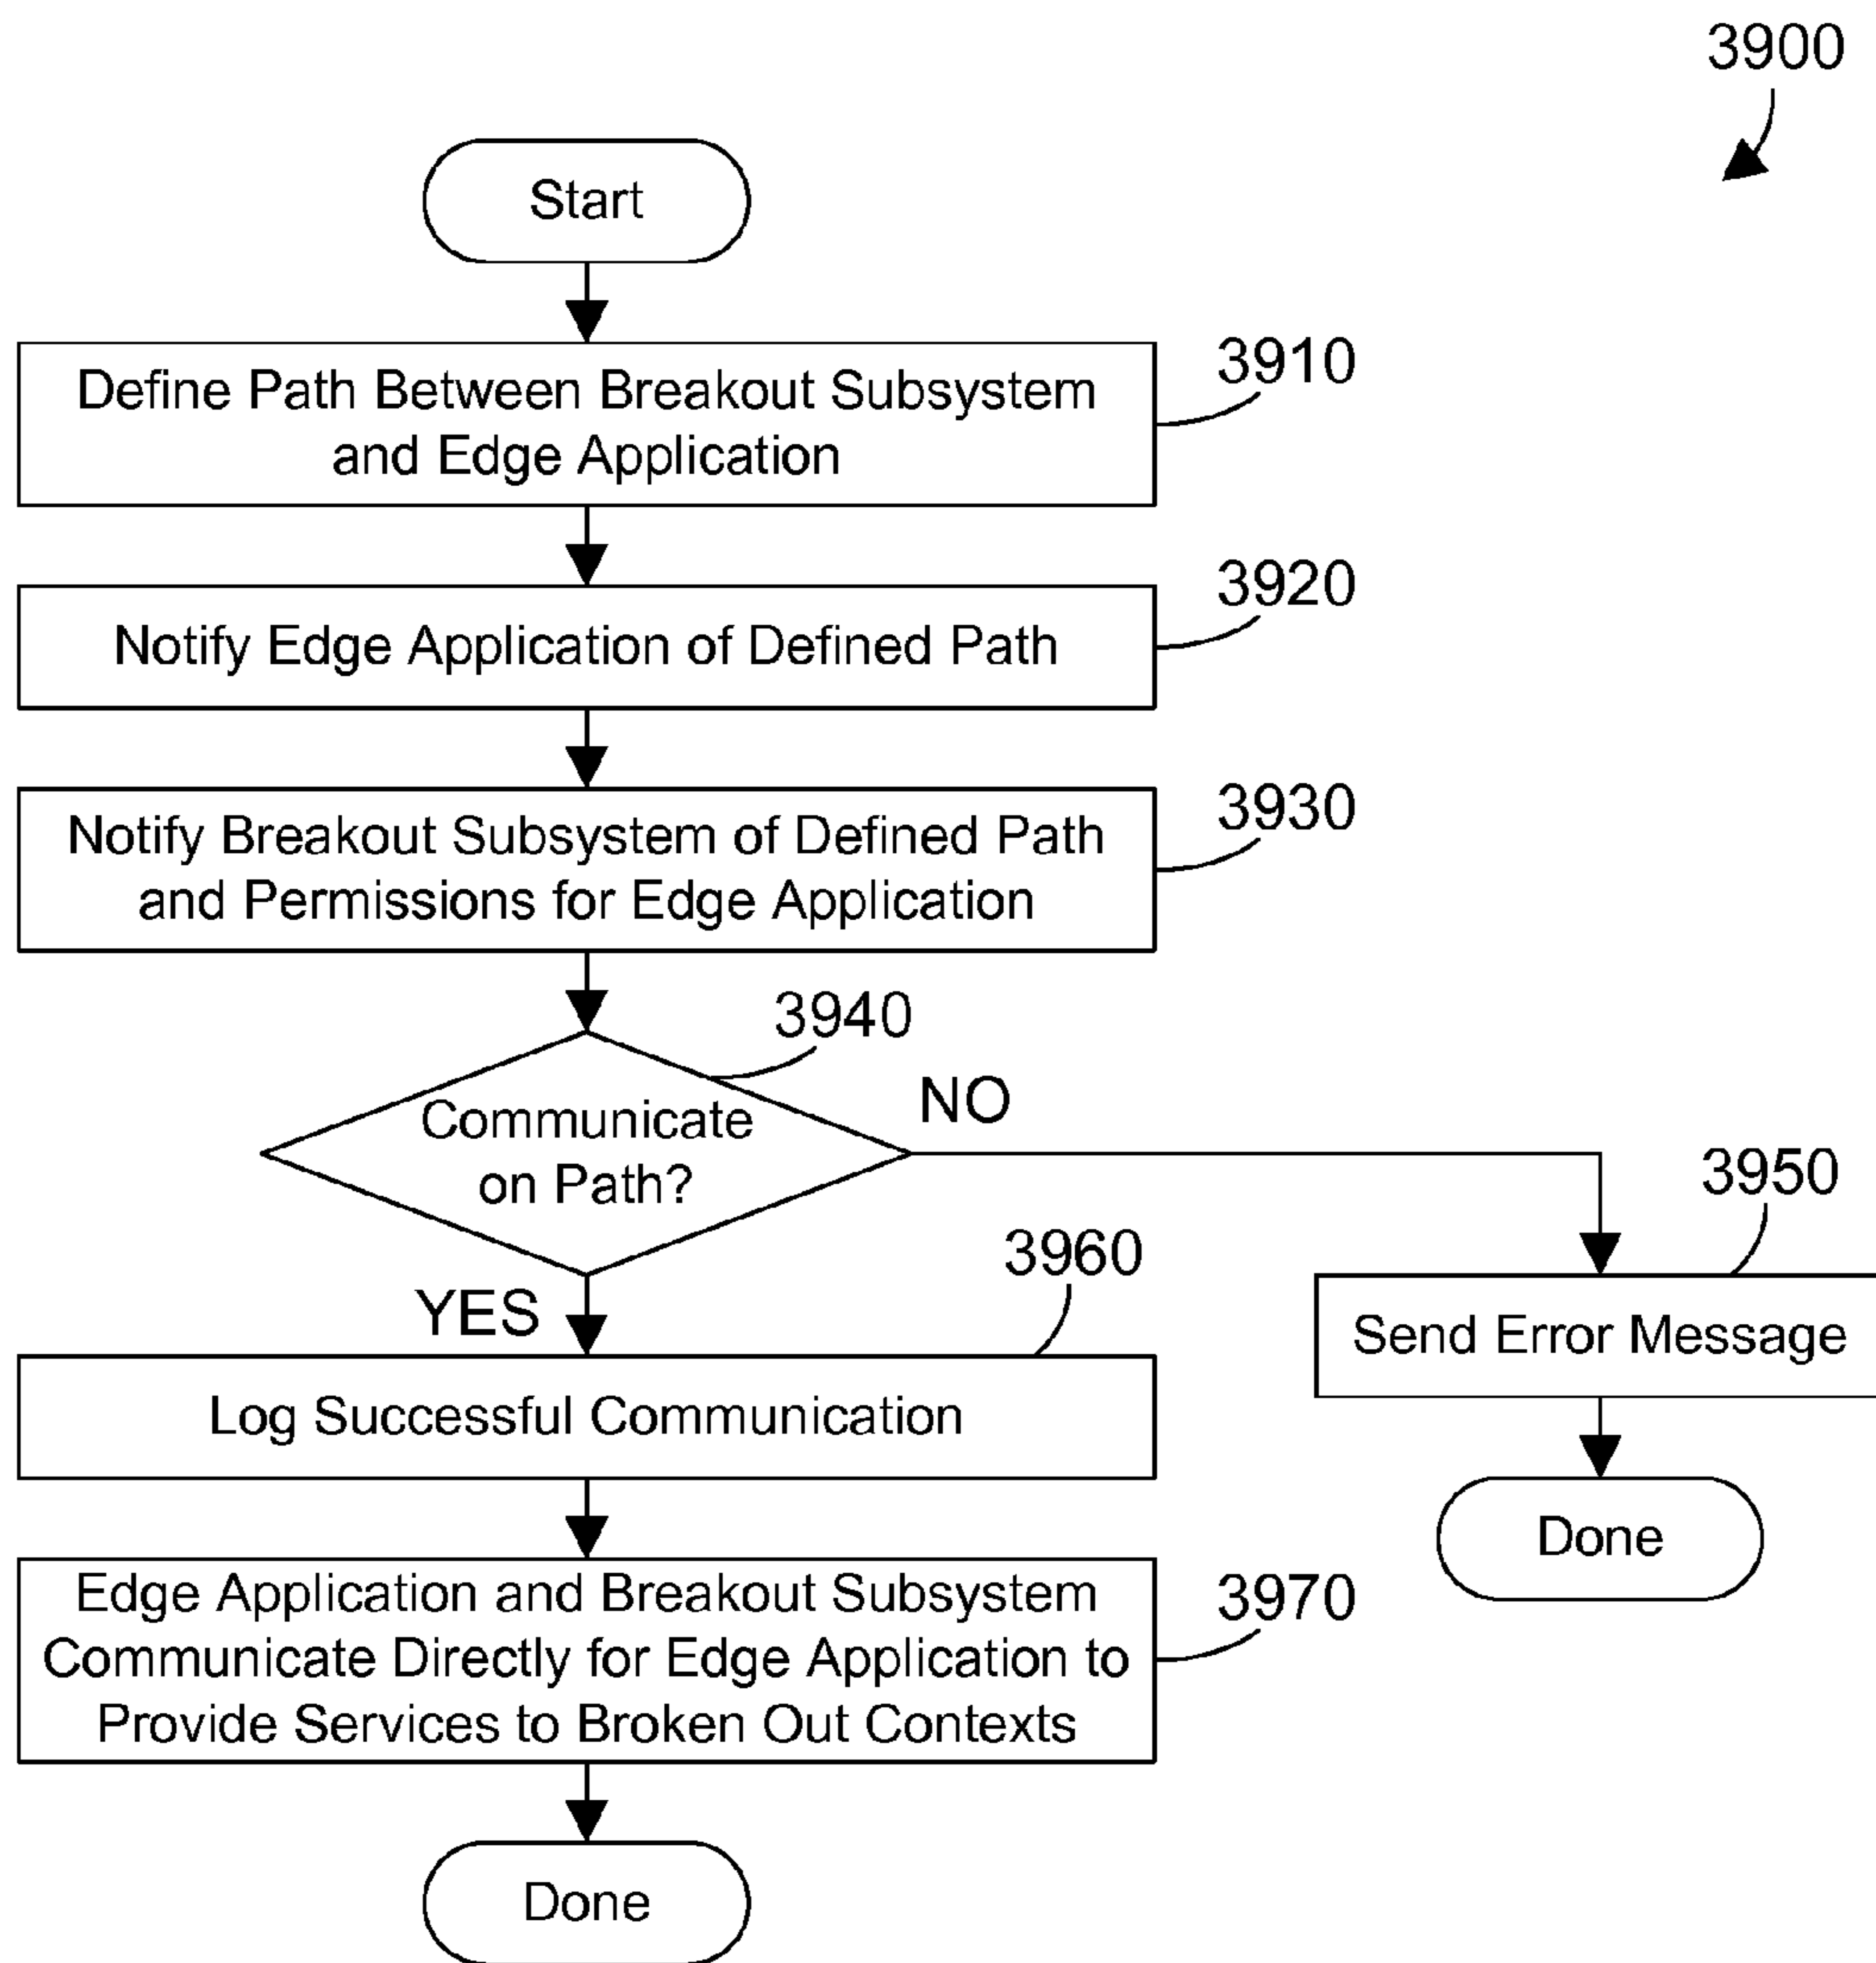 3900
Start
Define Path Between Breakout Subsystem
and Edge Application
3910
Notify Edge Application of Defined Path
3920
Notify Breakout Subsystem of Defined Path
and Permissions for Edge Application
3930
3940
Communicate
on Path?
NO
YES
3950
Send Error Message
Done
3960
Log Successful Communication
Edge Application and Breakout Subsystem
Communicate Directly for Edge Application to
Provide Services to Broken Out Contexts
3970
Done